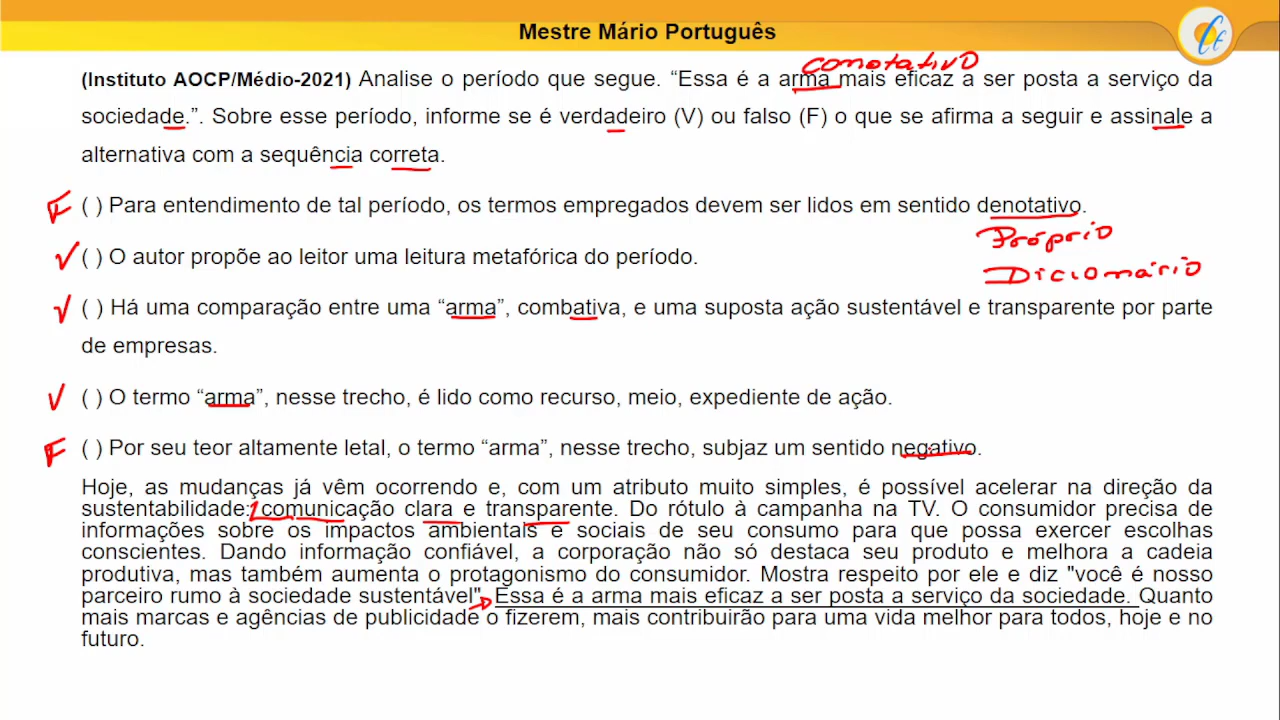 Mestre Mário Português
conotativo
(Instituto AOCP/Médio-2021) Analise o período que segue. “Essa é a arma mais eficaz a ser posta a serviço da
sociedade.”. Sobre esse período, informe se é verdadeiro (V) ou falso (F) o que se afirma a seguir e assinale a
alternativa com a sequência correta.
F ( ) Para entendimento de tal período, os termos empregados devem ser lidos em sentido denotativo.
Próprio
V ( ) O autor propõe ao leitor uma leitura metafórica do período.
Dicionário
V ( ) Há uma comparação entre uma “arma”, combativa, e uma suposta ação sustentável e transparente por parte
de empresas.
V ( ) O termo “arma”, nesse trecho, é lido como recurso, meio, expediente de ação.
F ( ) Por seu teor altamente letal, o termo “arma”, nesse trecho, subjaz um sentido negativo.
Hoje, as mudanças já vêm ocorrendo e, com um atributo muito simples, é possível acelerar na direção da
sustentabilidade: comunicação clara e transparente. Do rótulo à campanha na TV. O consumidor precisa de
informações sobre os impactos ambientais e sociais de seu consumo para que possa exercer escolhas
conscientes. Dando informação confiável, a corporação não só destaca seu produto e melhora a cadeia
produtiva, mas também aumenta o protagonismo do consumidor. Mostra respeito por ele e diz "você é nosso
parceiro rumo à sociedade sustentável". Essa é a arma mais eficaz a ser posta a serviço da sociedade. Quanto
mais marcas e agências de publicidade o fizerem, mais contribuirão para uma vida melhor para todos, hoje e no
futuro.